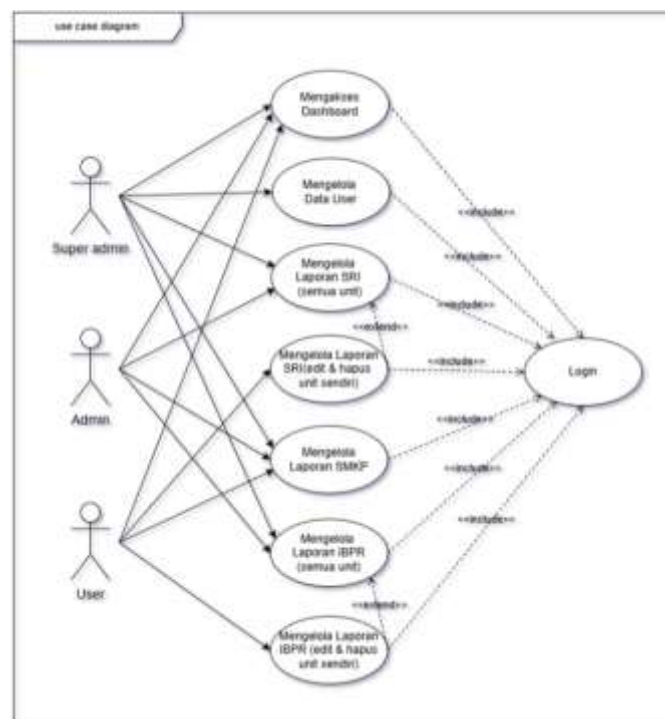 use case diagram
Mengakses
Dashboard
Mengelola
Data User
<<include>>
Super admin
<<include>>
Mengelola
Laporan SRI
(semua unit)
<<include>>
<<extend>>
Mengelola Laporan
SRI(edit & hapus
unit sendiri)
<<include>>
Login
Admin
Mengelola
Laporan SMKP
<<include>>
<<include>>
Mengelola
Laporan IBPR
(semua unit)
<<include>>
User
<<extend>>
Mengelola Laporan
IBPR (edit & hapus
unit sendiri)